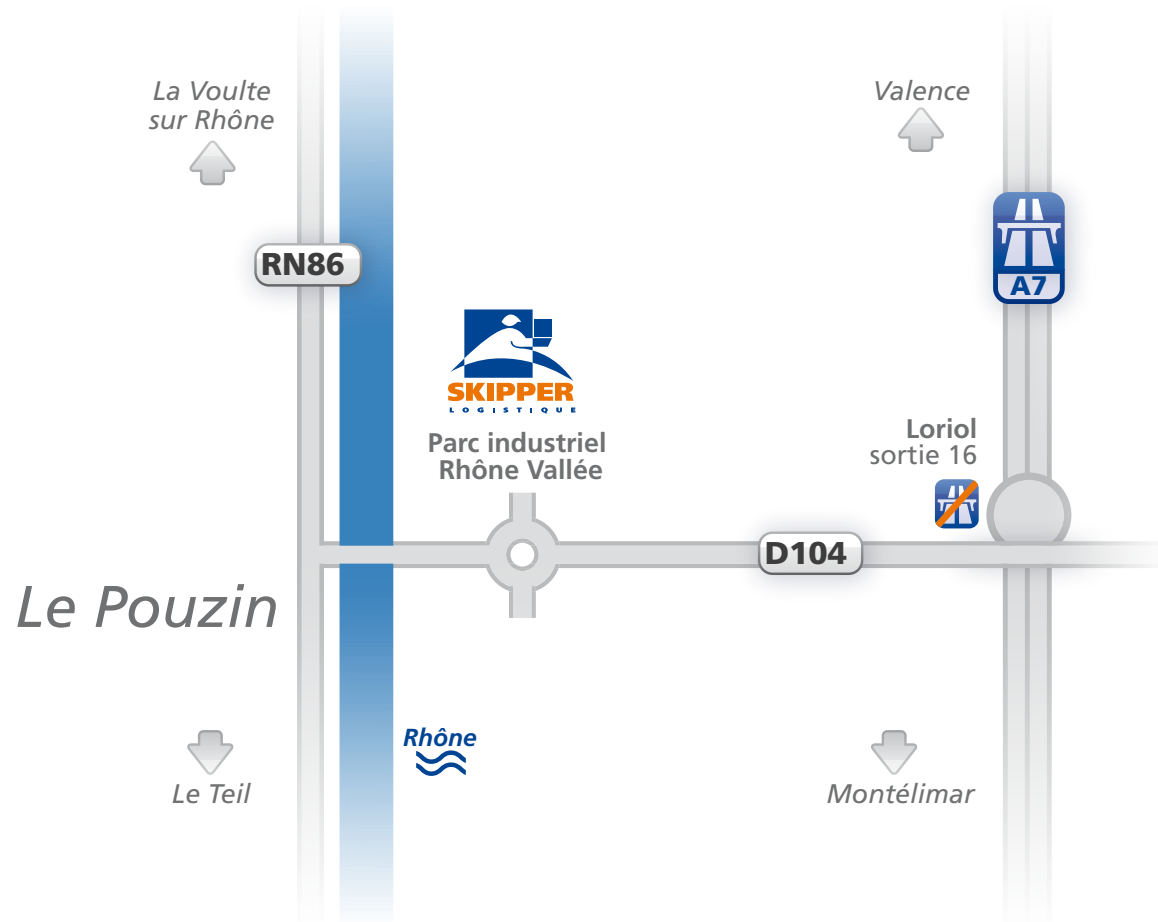 La Voulte
sur Rhône
Valence
RN86
A7
SKIPPER
LOGISTIQUE
Parc industriel
Rhône Vallée
Loriol
sortie 16
D104
Le Pouzin
Rhône
Le Teil
Montélimar